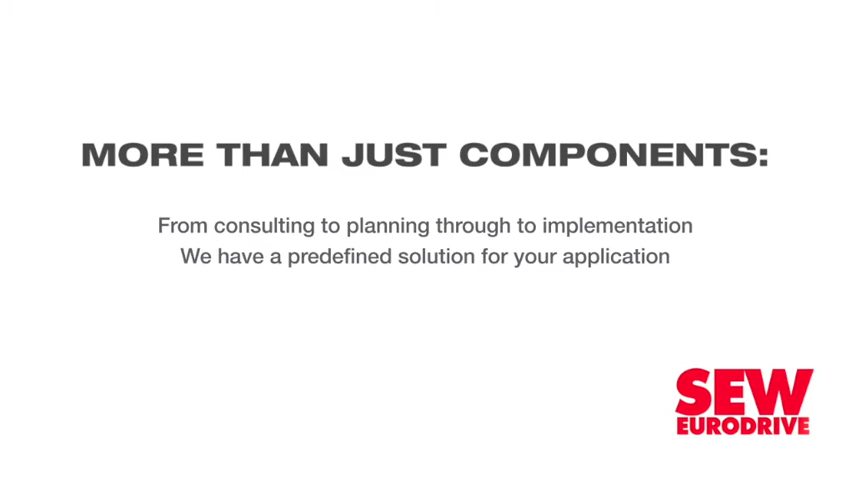 MORE THAN JUST COMPONENTS:
From consulting to planning through to implementation
We have a predefined solution for your application
SEW
EURODRIVE